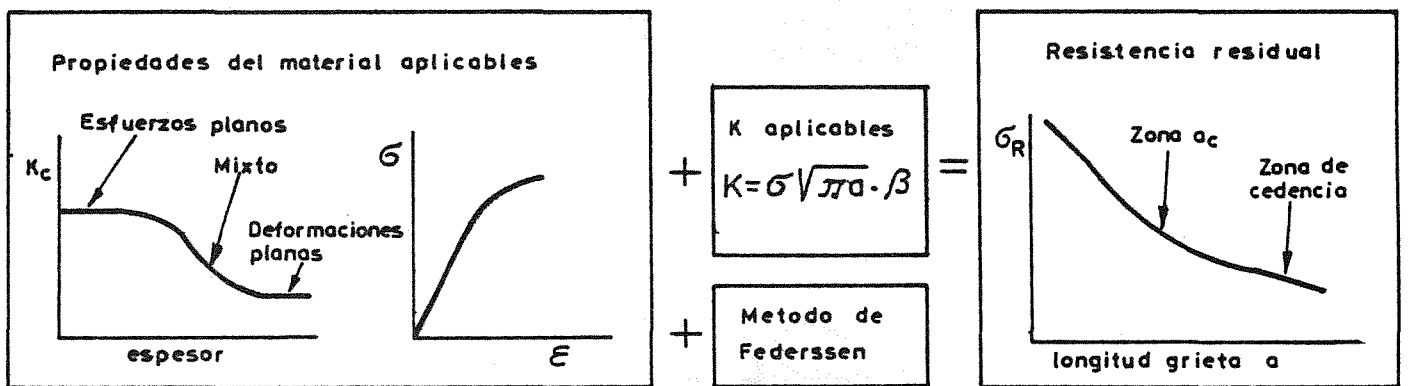 Propiedades del material aplicables
Esfuerzos planos
Kc
Mixto
Deformaciones
planas
espesor
σ
ε
+
K aplicables
K=σ√πa·β
+
Metodo de
Federssen
=
Resistencia residual
σR
Zona ac
Zona de
cedencia
longitud grieta a